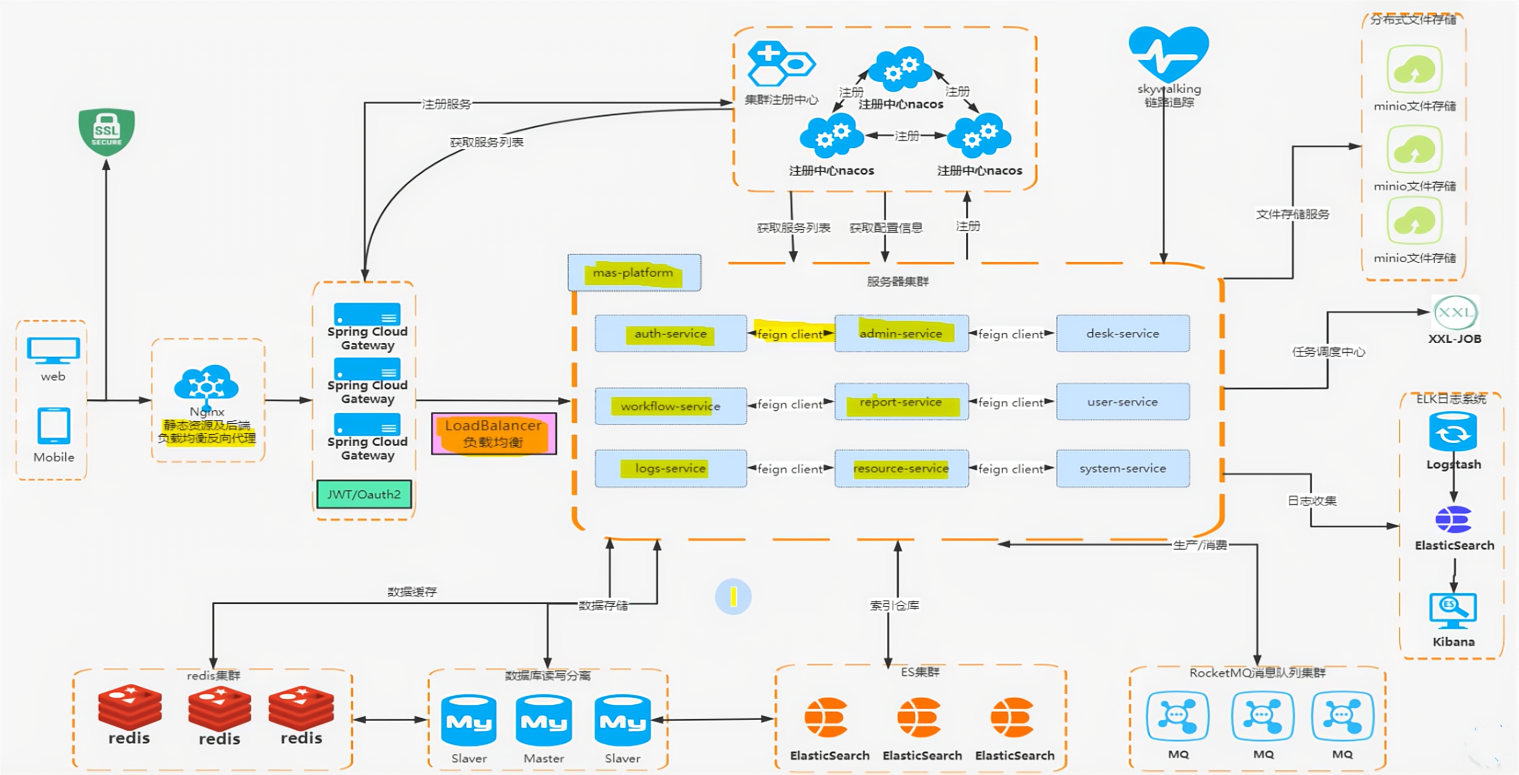 分布式文件存储
minio文件存储
minio文件存储
minio文件存储
集群注册中心
注册
注册
注册中心nacos
注册
注册中心nacos
注册中心nacos
skywalking
链路追踪
注册服务
获取服务列表
SSL
SECURE
获取服务列表
获取配置信息
注册
文件存储服务
mas-platform
服务器集群
auth-service
feign client
admin-service
feign client
desk-service
workflow-service
feign client
report-service
feign client
user-service
logs-service
feign client
resource-service
feign client
system-service
web
Mobile
Nginx
静态资源及后端
负载均衡反向代理
Spring Cloud
Gateway
Spring Cloud
Gateway
Spring Cloud
Gateway
JWT/Oauth2
LoadBalancer
负载均衡
XXL
XXL-JOB
任务调度中心
ELK日志系统
Logstash
ElasticSearch
ES
Kibana
日志收集
生产/消费
数据缓存
数据存储
索引仓库
redis集群
redis
redis
redis
数据库读写分离
My
My
My
Slaver
Master
Slaver
ES集群
ElasticSearch
ElasticSearch
ElasticSearch
RocketMQ消息队列集群
MQ
MQ
MQ